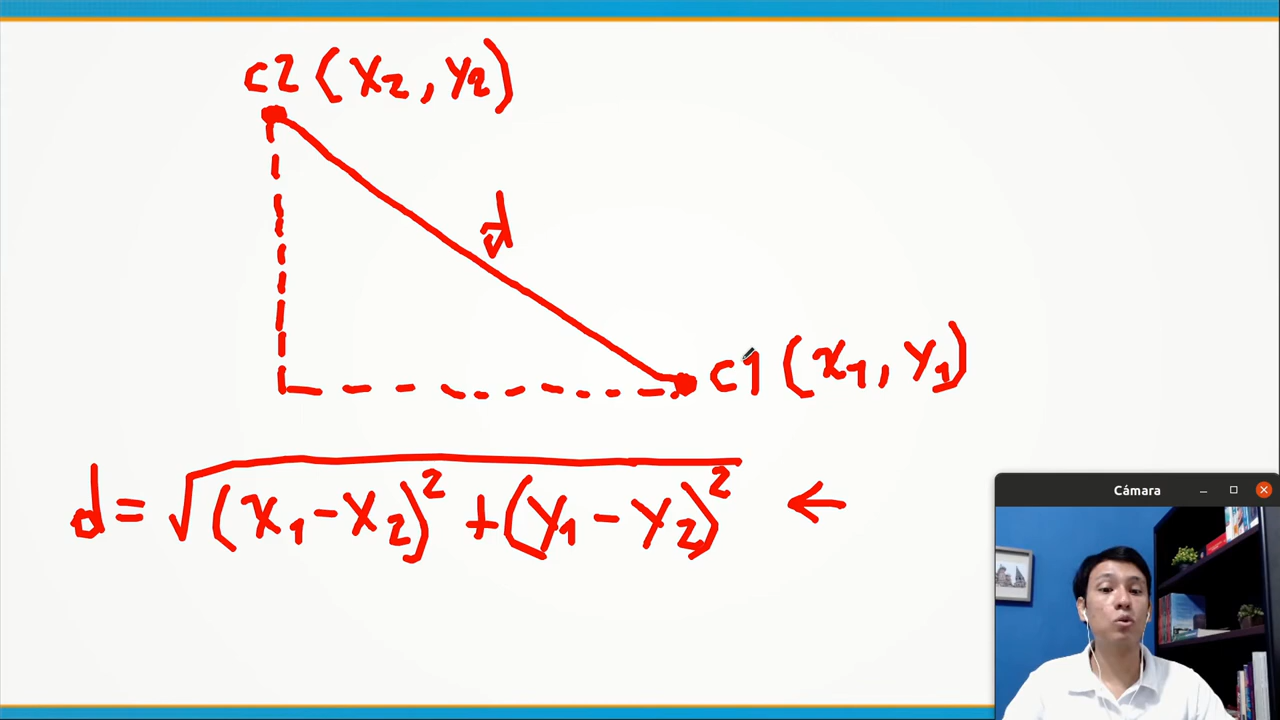 c2 (x₂, y₂)
d
c1 (x₁, y₁)
d = √(x₁ - x₂)² + (y₁ - y₂)² ←
Cámara